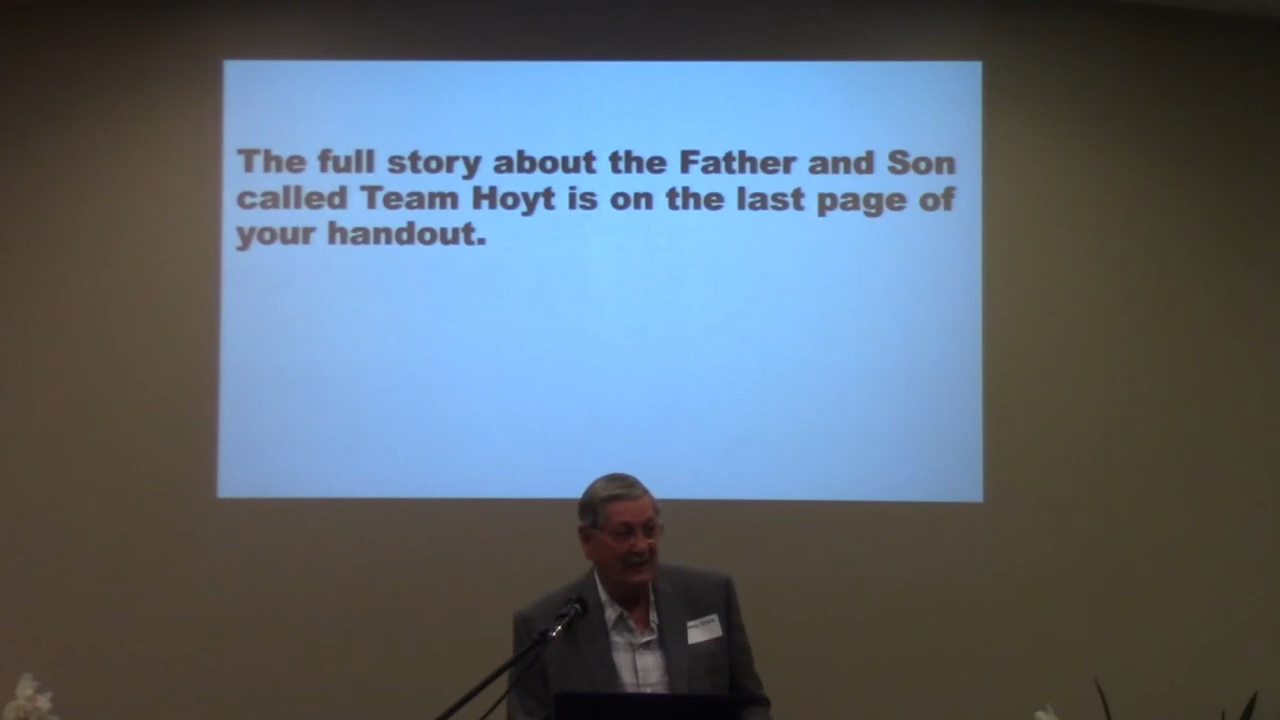 The full story about the Father and Son
called Team Hoyt is on the last page of
your handout.